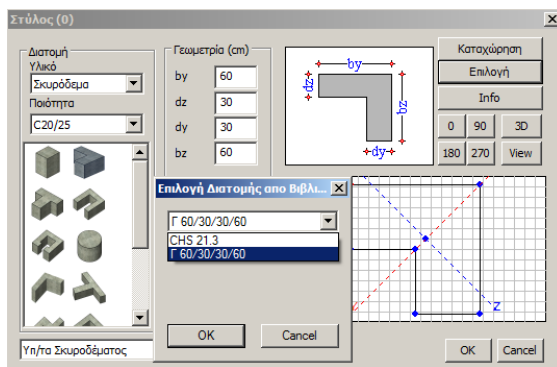 Στύλος (0)
Διατομή
Υλικό
Σκυρόδεμα
Ποιότητα
C20/25
Γεωμετρία (cm)
by 60
dz 30
dy 30
bz 60
by
dz
bz
dy
Καταχώρηση
Επιλογή
Info
0 90 3D
180 270 View
Επιλογή Διατομής απο Βιβλι...
Γ 60/30/30/60
CHS 21.3
Γ 60/30/30/60
OK Cancel
z
Υπ/τα Σκυροδέματος
OK Cancel